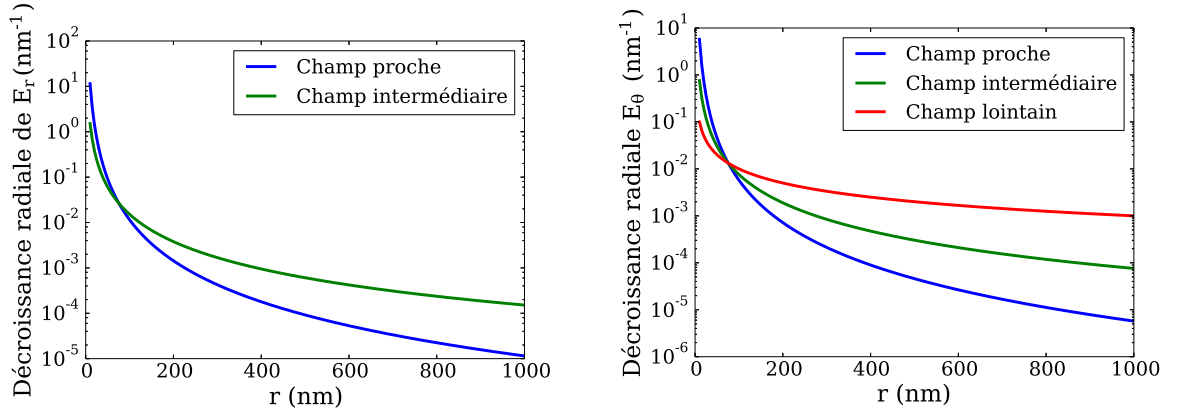 Décroissance radiale de E_r (nm⁻¹)
10²
10¹
10⁰
10⁻¹
10⁻²
10⁻³
10⁻⁴
10⁻⁵
Champ proche
Champ intermédiaire
0 200 400 600 800 1000
r (nm)
Décroissance radiale E_θ (nm⁻¹)
10¹
10⁰
10⁻¹
10⁻²
10⁻³
10⁻⁴
10⁻⁵
10⁻⁶
Champ proche
Champ intermédiaire
Champ lointain
0 200 400 600 800 1000
r (nm)